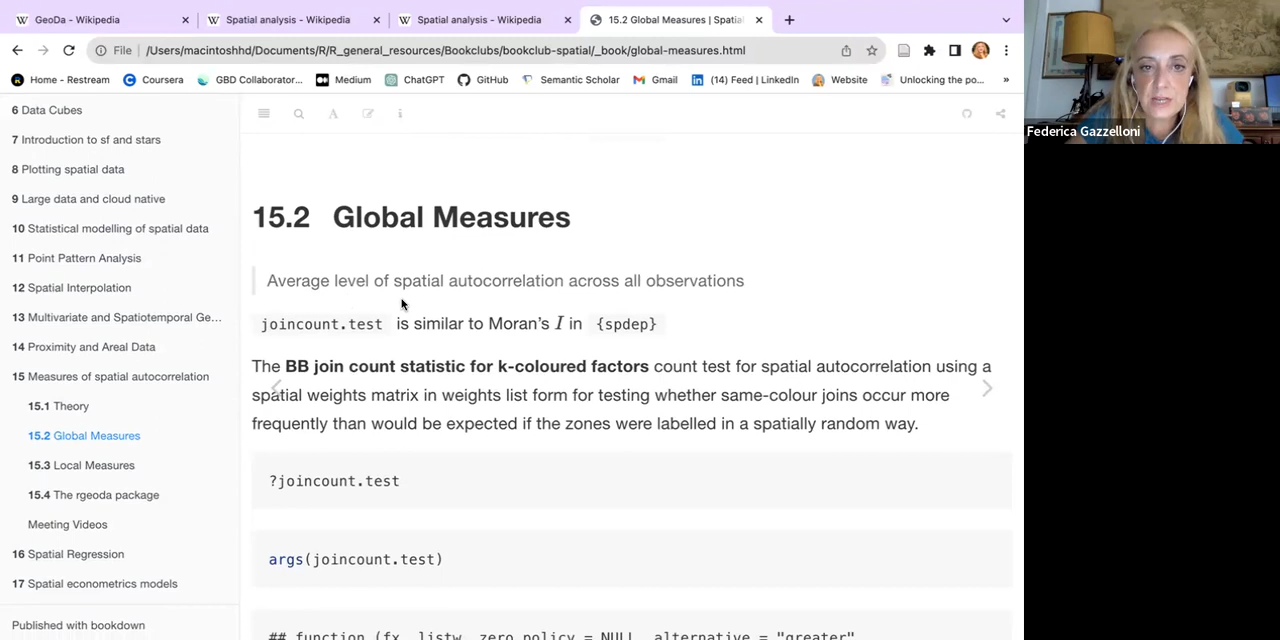 GeoDa - Wikipedia
Spatial analysis - Wikipedia
Spatial analysis - Wikipedia
15.2 Global Measures | Spatial
File | /Users/macintoshhd/Documents/R/R_general_resources/Bookclubs/bookclub-spatial/_book/global-measures.html
Home - Restream
Coursera
GBD Collaborator...
Medium
ChatGPT
GitHub
Semantic Scholar
Gmail
(14) Feed | LinkedIn
Website
Unlocking the po...
»
6 Data Cubes
7 Introduction to sf and stars
8 Plotting spatial data
9 Large data and cloud native
10 Statistical modelling of spatial data
11 Point Pattern Analysis
12 Spatial Interpolation
13 Multivariate and Spatiotemporal Ge...
14 Proximity and Areal Data
15 Measures of spatial autocorrelation
15.1 Theory
15.2 Global Measures
15.3 Local Measures
15.4 The rgeoda package
Meeting Videos
16 Spatial Regression
17 Spatial econometrics models
Published with bookdown
15.2 Global Measures
Average level of spatial autocorrelation across all observations
joincount.test is similar to Moran's I in {spdep}
The BB join count statistic for k-coloured factors count test for spatial autocorrelation using a
spatial weights matrix in weights list form for testing whether same-colour joins occur more
frequently than would be expected if the zones were labelled in a spatially random way.
?joincount.test
args(joincount.test)
## function (fx, listw, zero.policy = NULL, alternative = "greater",
Federica Gazzelloni